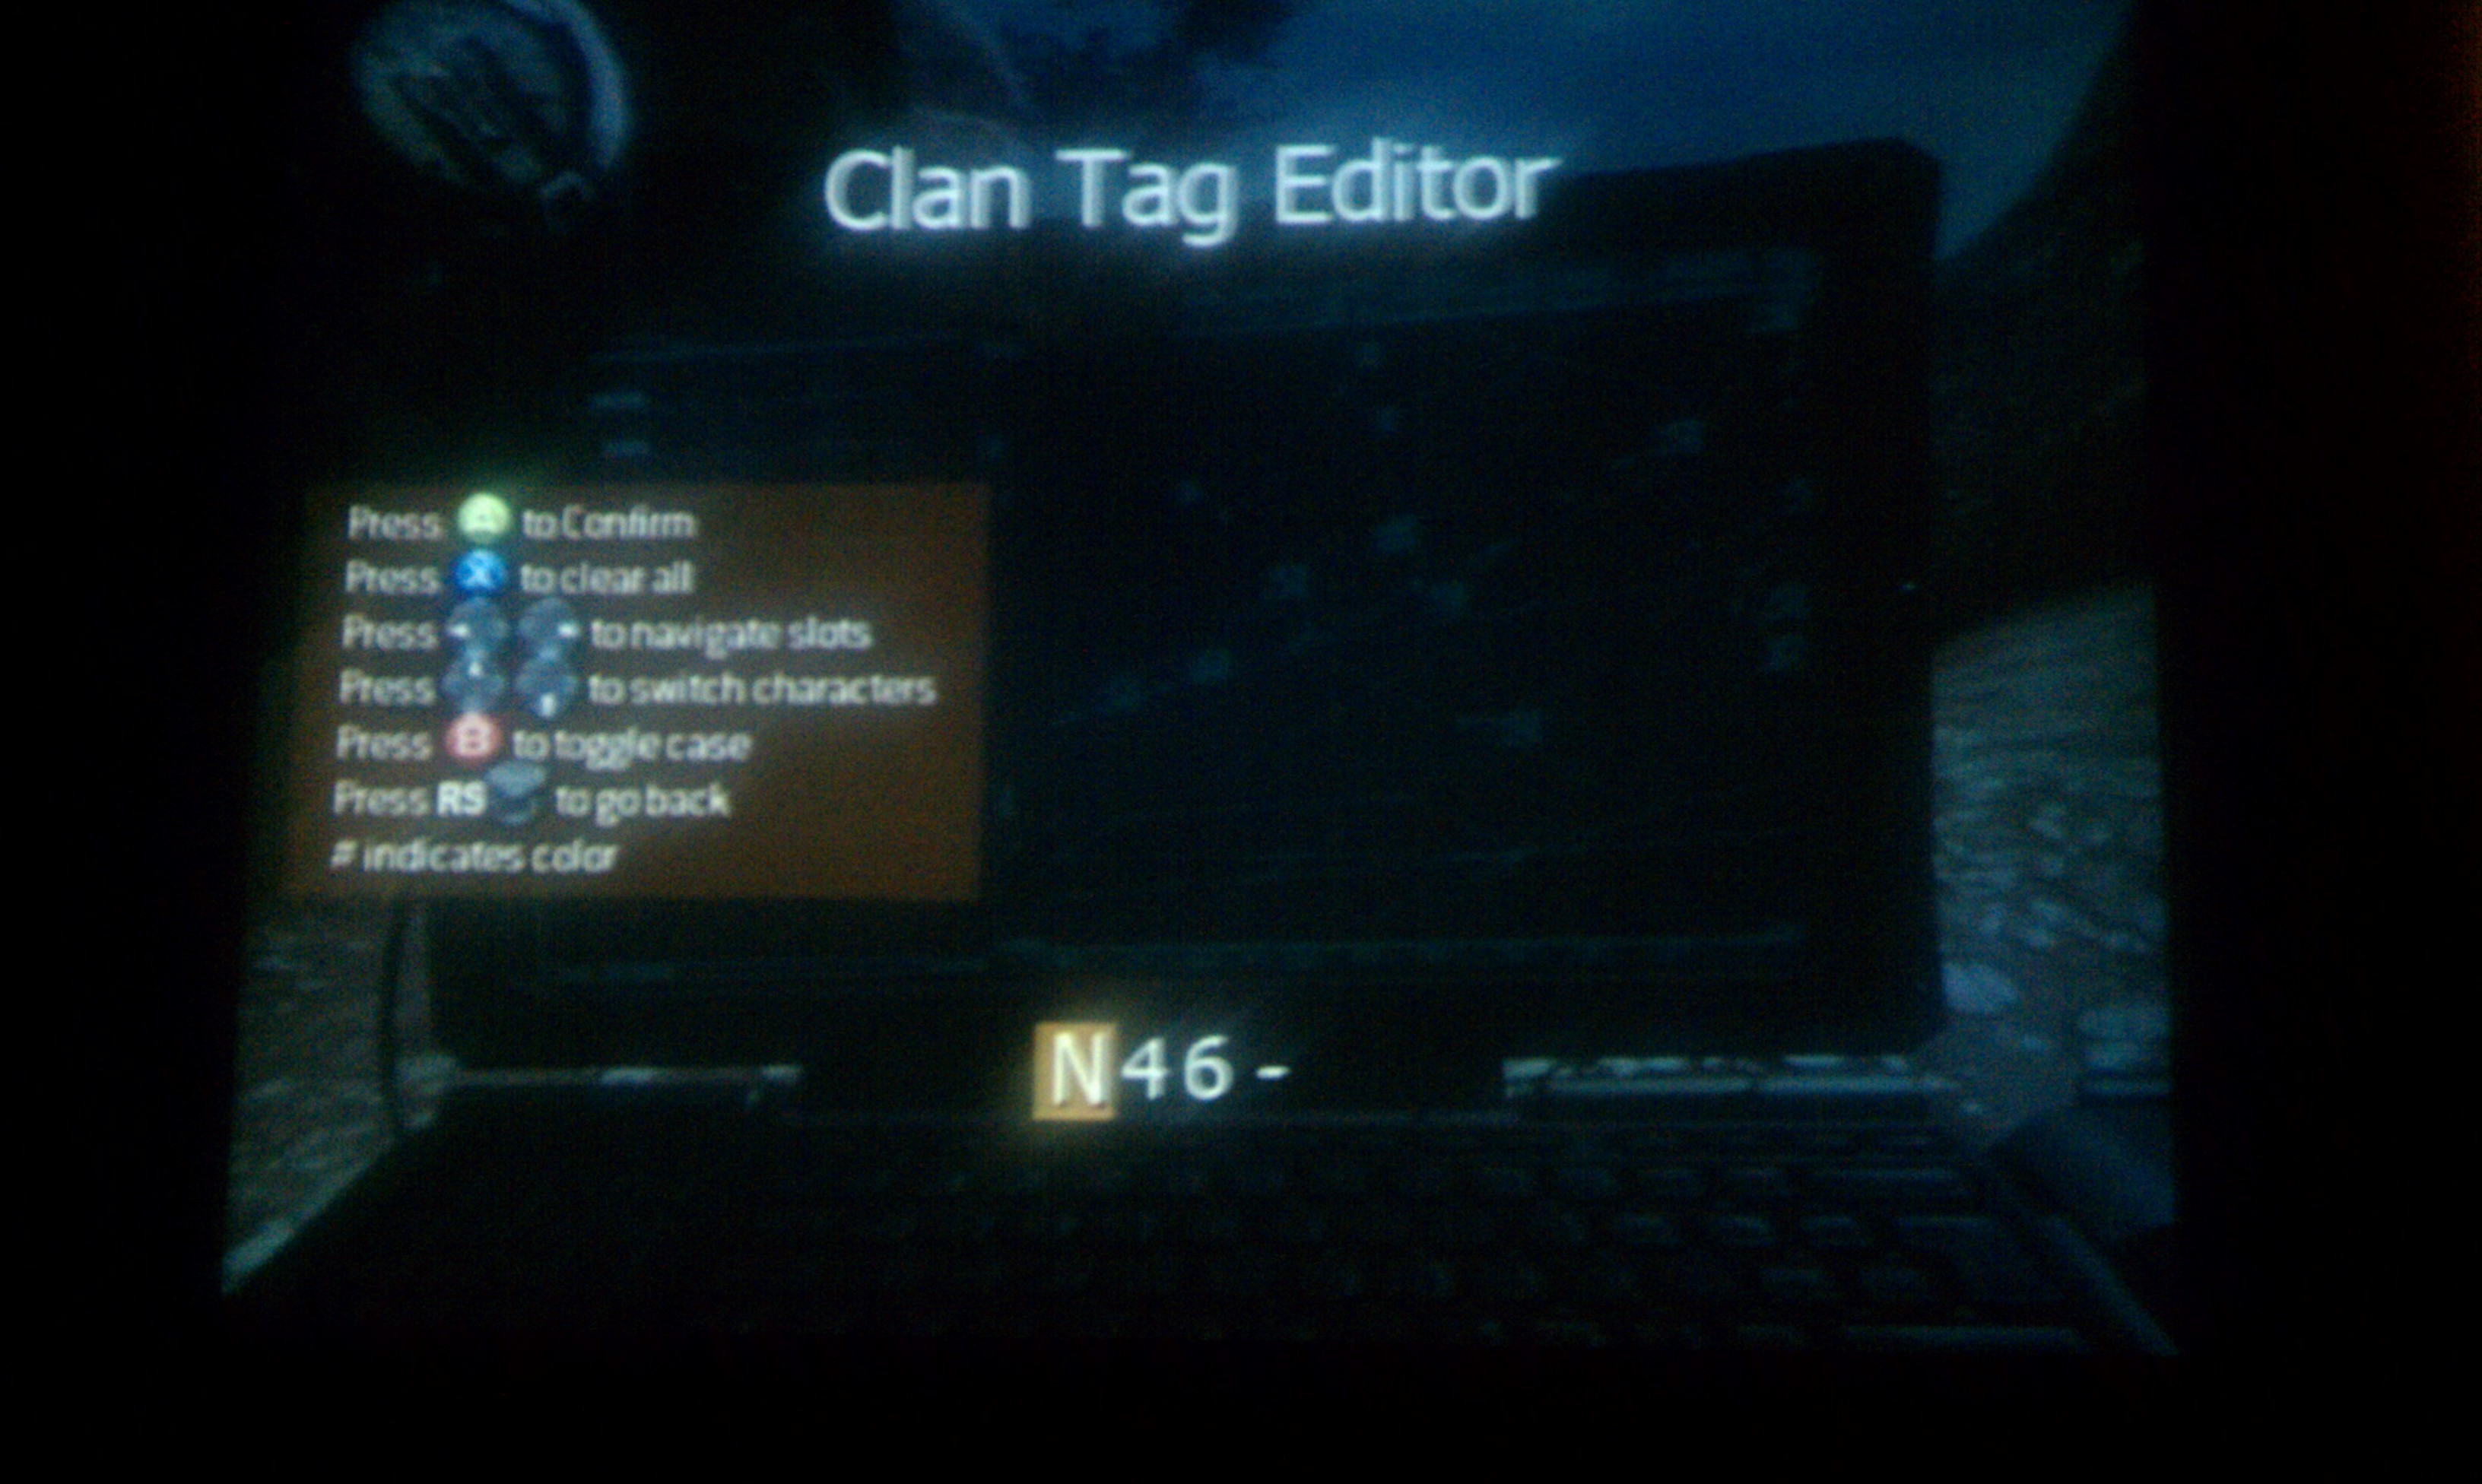 Clan Tag Editor
Press A to Confirm
Press X to clear all
Press to navigate slots
Press to switch characters
Press B to toggle case
Press RS to go back
# indicates color
N46-